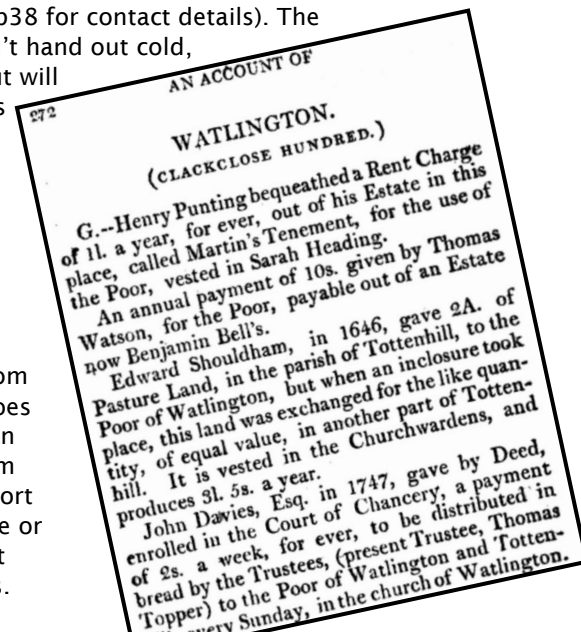 p38 for contact details). The
't hand out cold,
t will
s
om
oes
n
m
ort
e or
t
s.
272
AN ACCOUNT OF
WATLINGTON.
(CLACKCLOSE HUNDRED.)
G.--Henry Punting bequeathed a Rent Charge
of 1l. a year, for ever, out of his Estate in this
place, called Martin's Tenement, for the use of
the Poor, vested in Sarah Heading.
An annual payment of 10s. given by Thomas
Watson, for the Poor, payable out of an Estate
now Benjamin Bell's.
Edward Shouldham, in 1646, gave 2A. of
Pasture Land, in the parish of Tottenhill, to the
Poor of Watlington, but when an inclosure took
place, this land was exchanged for the like quan-
tity, of equal value, in another part of Totten-
hill. It is vested in the Churchwardens, and
produces 3l. 5s. a year.
John Davies, Esq. in 1747, gave by Deed,
enrolled in the Court of Chancery, a payment
of 2s. a week, for ever, to be distributed in
bread by the Trustees, (present Trustee, Thomas
Topper) to the Poor of Watlington and Totten-
every Sunday, in the church of Watlington.